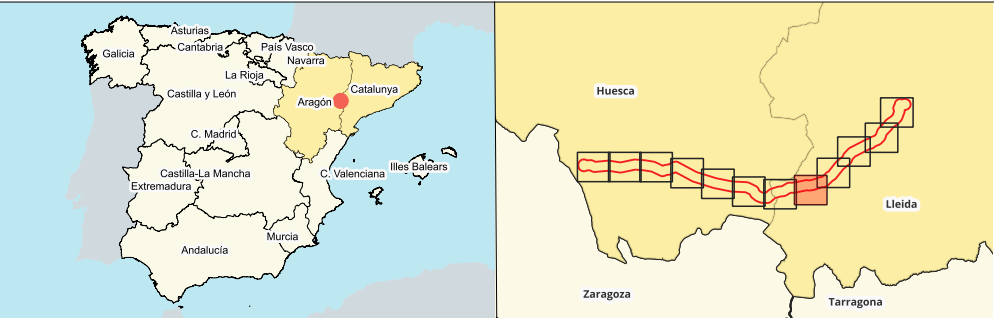 Asturias
Galicia
Cantabria
País Vasco
Navarra
La Rioja
Castilla y León
Aragón
Catalunya
C. Madrid
Castilla-La Mancha
Extremadura
C. Valenciana
Illes Balears
Andalucía
Murcia
Huesca
Lleida
Zaragoza
Tarragona